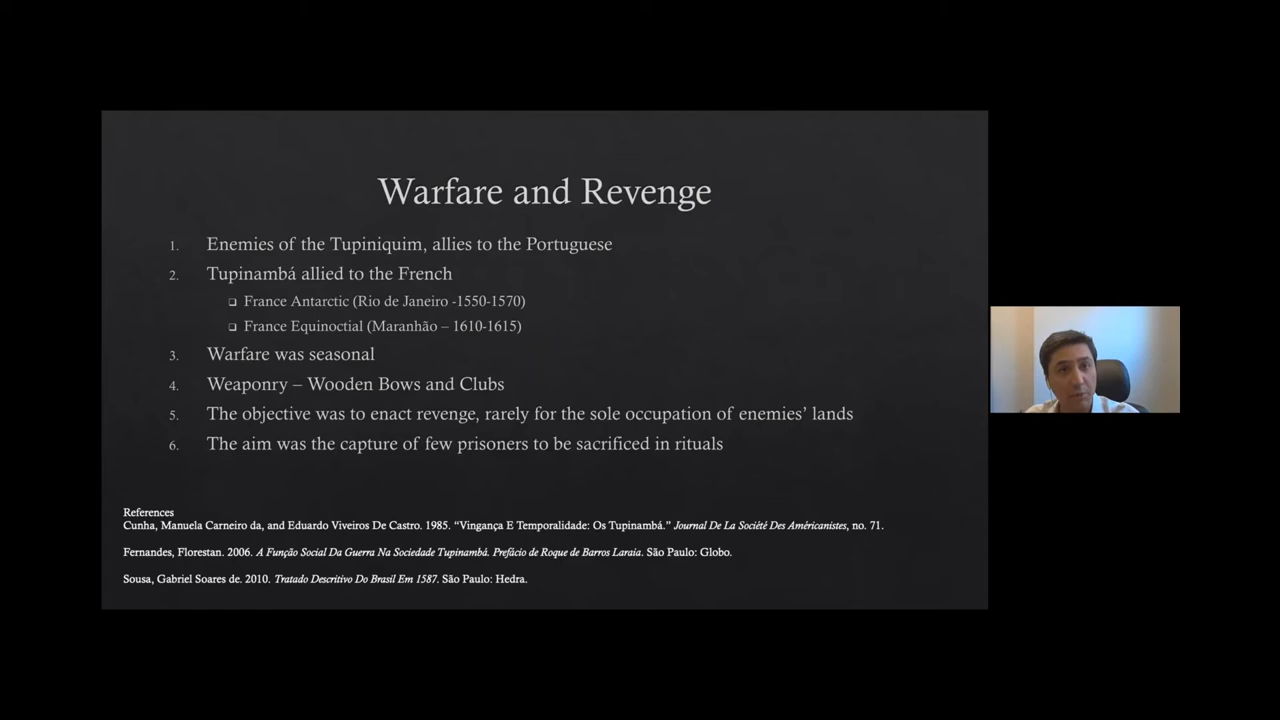 Warfare and Revenge
1. Enemies of the Tupiniquim, allies to the Portuguese
2. Tupinambá allied to the French
❑ France Antarctic (Rio de Janeiro -1550-1570)
❑ France Equinoctial (Maranhão – 1610-1615)
3. Warfare was seasonal
4. Weaponry – Wooden Bows and Clubs
5. The objective was to enact revenge, rarely for the sole occupation of enemies’ lands
6. The aim was the capture of few prisoners to be sacrificed in rituals
References
Cunha, Manuela Carneiro da, and Eduardo Viveiros De Castro. 1985. “Vingança E Temporalidade: Os Tupinambá.” Journal De La Société Des Américanistes, no. 71.
Fernandes, Florestan. 2006. A Função Social Da Guerra Na Sociedade Tupinambá. Prefácio de Roque de Barros Laraia. São Paulo: Globo.
Sousa, Gabriel Soares de. 2010. Tratado Descritivo Do Brasil Em 1587. São Paulo: Hedra.